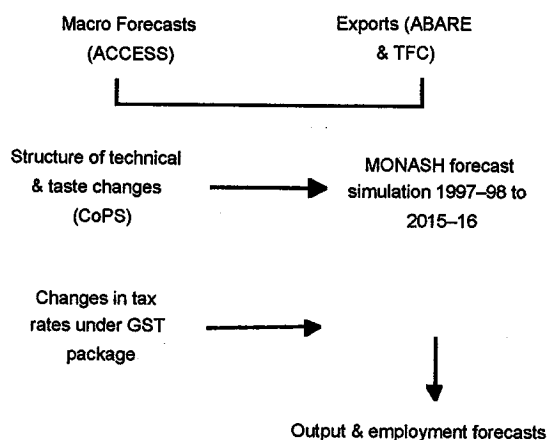 Macro Forecasts
(ACCESS)
Exports (ABARE
& TFC)
Structure of technical
& taste changes
(CoPS)
MONASH forecast
simulation 1997–98 to
2015–16
Changes in tax
rates under GST
package
Output & employment forecasts